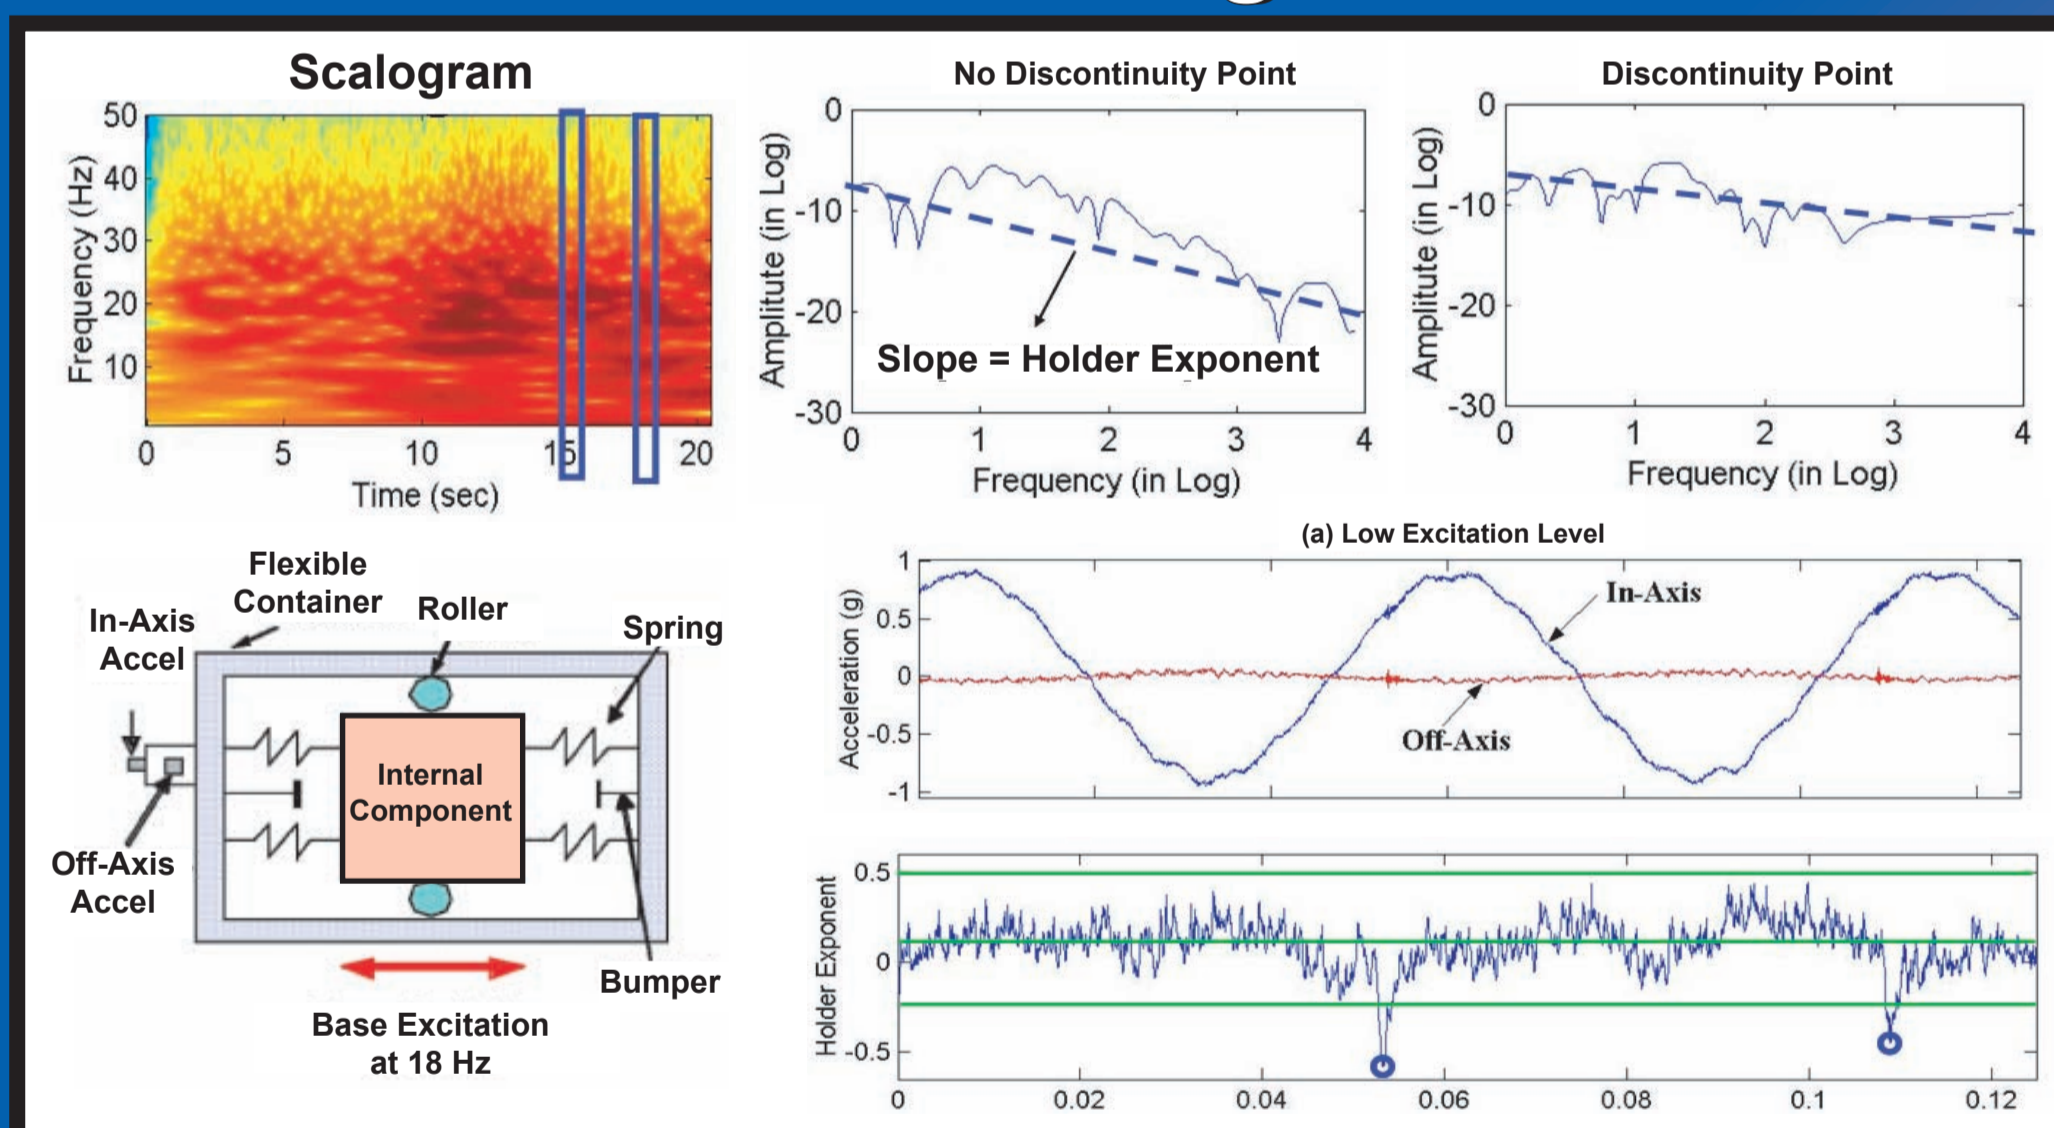 Scalogram
50
40
30
20
10
Frequency (Hz)
0 5 10 15 20
Time (sec)
No Discontinuity Point
0
-10
-20
-30
Amplitude (in Log)
Slope = Holder Exponent
0 1 2 3 4
Frequency (in Log)
Discontinuity Point
0
-10
-20
-30
Amplitude (in Log)
0 1 2 3 4
Frequency (in Log)
Flexible
Container
In-Axis
Accel
Roller
Spring
Internal
Component
Off-Axis
Accel
Bumper
Base Excitation
at 18 Hz
(a) Low Excitation Level
1
0.5
0
-0.5
-1
Acceleration (g)
In-Axis
Off-Axis
0.5
0
-0.5
Holder Exponent
0 0.02 0.04 0.06 0.08 0.1 0.12